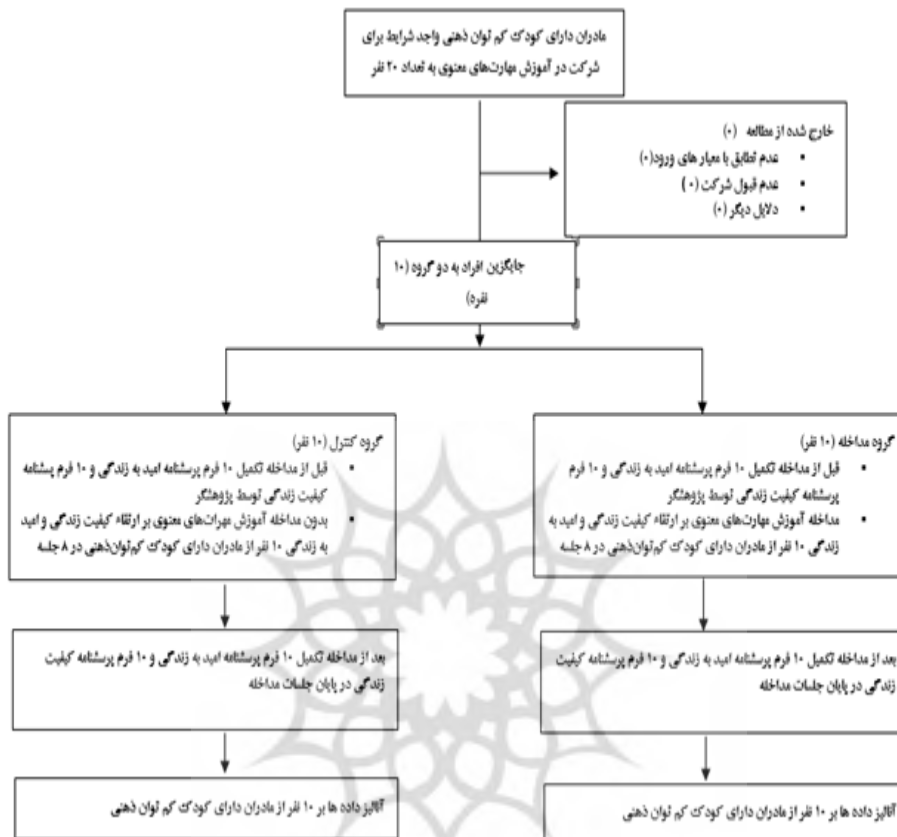 مادران دارای کودک کم توان ذهنی واجد شرایط برای
شرکت در آموزش مهارت‌های معنوی به تعداد ۲۰ نفر
خارج شده از مطالعه (۰)
▪ عدم تطابق با معیار های ورود(۰)
▪ عدم قبول شرکت (۰)
▪ دلایل دیگر (۰)
جایگزین افراد به دو گروه (۱۰
نفره)
گروه مداخله (۱۰ نفر)
▪ قبل از مداخله تکمیل ۱۰ فرم پرسشنامه امید به زندگی و ۱۰ فرم
پرسشنامه کیفیت زندگی توسط پژوهشگر
▪ مداخله آموزش مهارت‌های معنوی بر ارتقاء کیفیت زندگی و امید به
زندگی ۱۰ نفر از مادران دارای کودک کم‌توان‌ذهنی در ۸ جلسه
گروه کنترل (۱۰ نفر)
▪ قبل از مداخله تکمیل ۱۰ فرم پرسشنامه امید به زندگی و ۱۰ فرم پسشنامه
کیفیت زندگی توسط پژوهشگر
▪ بدون مداخله آموزش مهرات‌های معنوی بر ارتقاء کیفیت زندگی و امید
به زندگی ۱۰ نفر از مادران دارای کودک کم‌توان‌ذهنی در ۸ جلسه
بعد از مداخله تکمیل ۱۰ فرم پرسشنامه امید به زندگی و ۱۰ فرم پرسشنامه کیفیت
زندگی در پایان جلسات مداخله
بعد از مداخله تکمیل ۱۰ فرم پرسشنامه امید به زندگی و ۱۰ فرم پرسشنامه کیفیت
زندگی در پایان جلسات مداخله
آنالیز داده ها بر ۱۰ نفر از مادران دارای کودک کم توان ذهنی
آنالیز داده ها بر ۱۰ نفر از مادران دارای کودک کم توان ذهنی